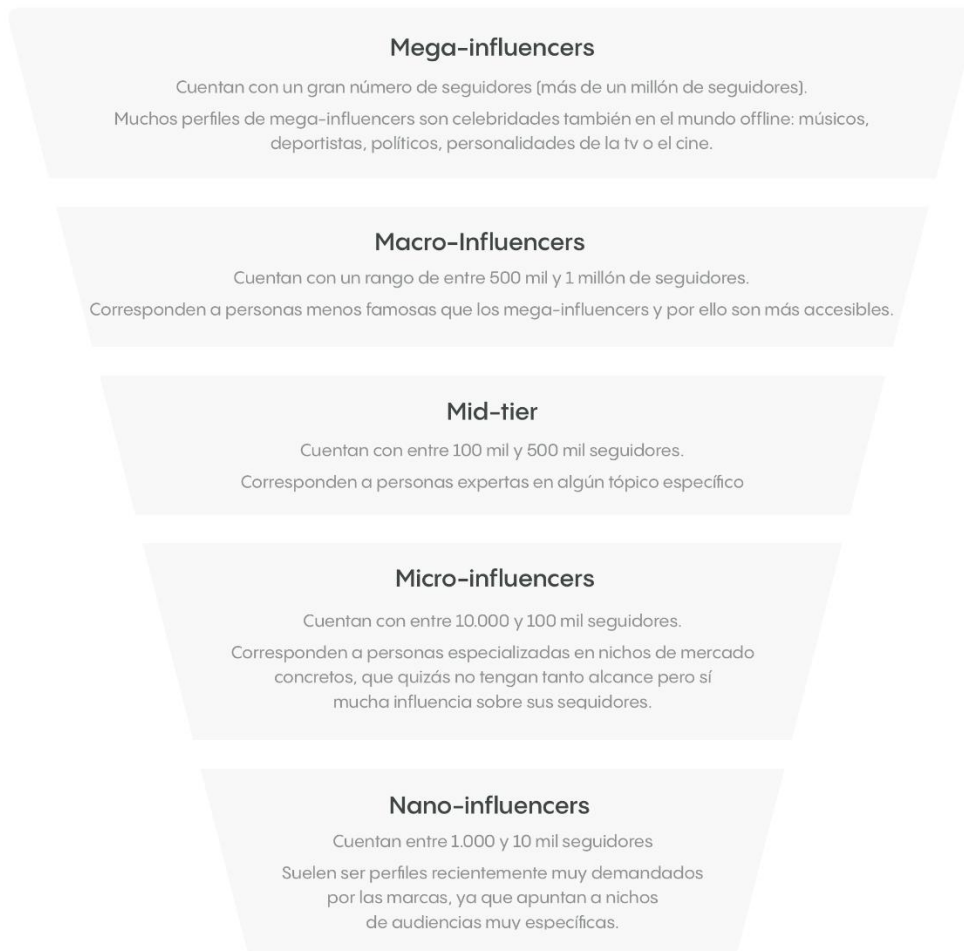 Mega-influencers
Cuentan con un gran número de seguidores (más de un millón de seguidores).
Muchos perfiles de mega-influencers son celebridades también en el mundo offline: músicos,
deportistas, políticos, personalidades de la tv o el cine.
Macro-Influencers
Cuentan con un rango de entre 500 mil y 1 millón de seguidores.
Corresponden a personas menos famosas que los mega-influencers y por ello son más accesibles.
Mid-tier
Cuentan con entre 100 mil y 500 mil seguidores.
Corresponden a personas expertas en algún tópico específico
Micro-influencers
Cuentan con entre 10.000 y 100 mil seguidores.
Corresponden a personas especializadas en nichos de mercado
concretos, que quizás no tengan tanto alcance pero sí
mucha influencia sobre sus seguidores.
Nano-influencers
Cuentan entre 1.000 y 10 mil seguidores
Suelen ser perfiles recientemente muy demandados
por las marcas, ya que apuntan a nichos
de audiencias muy específicas.